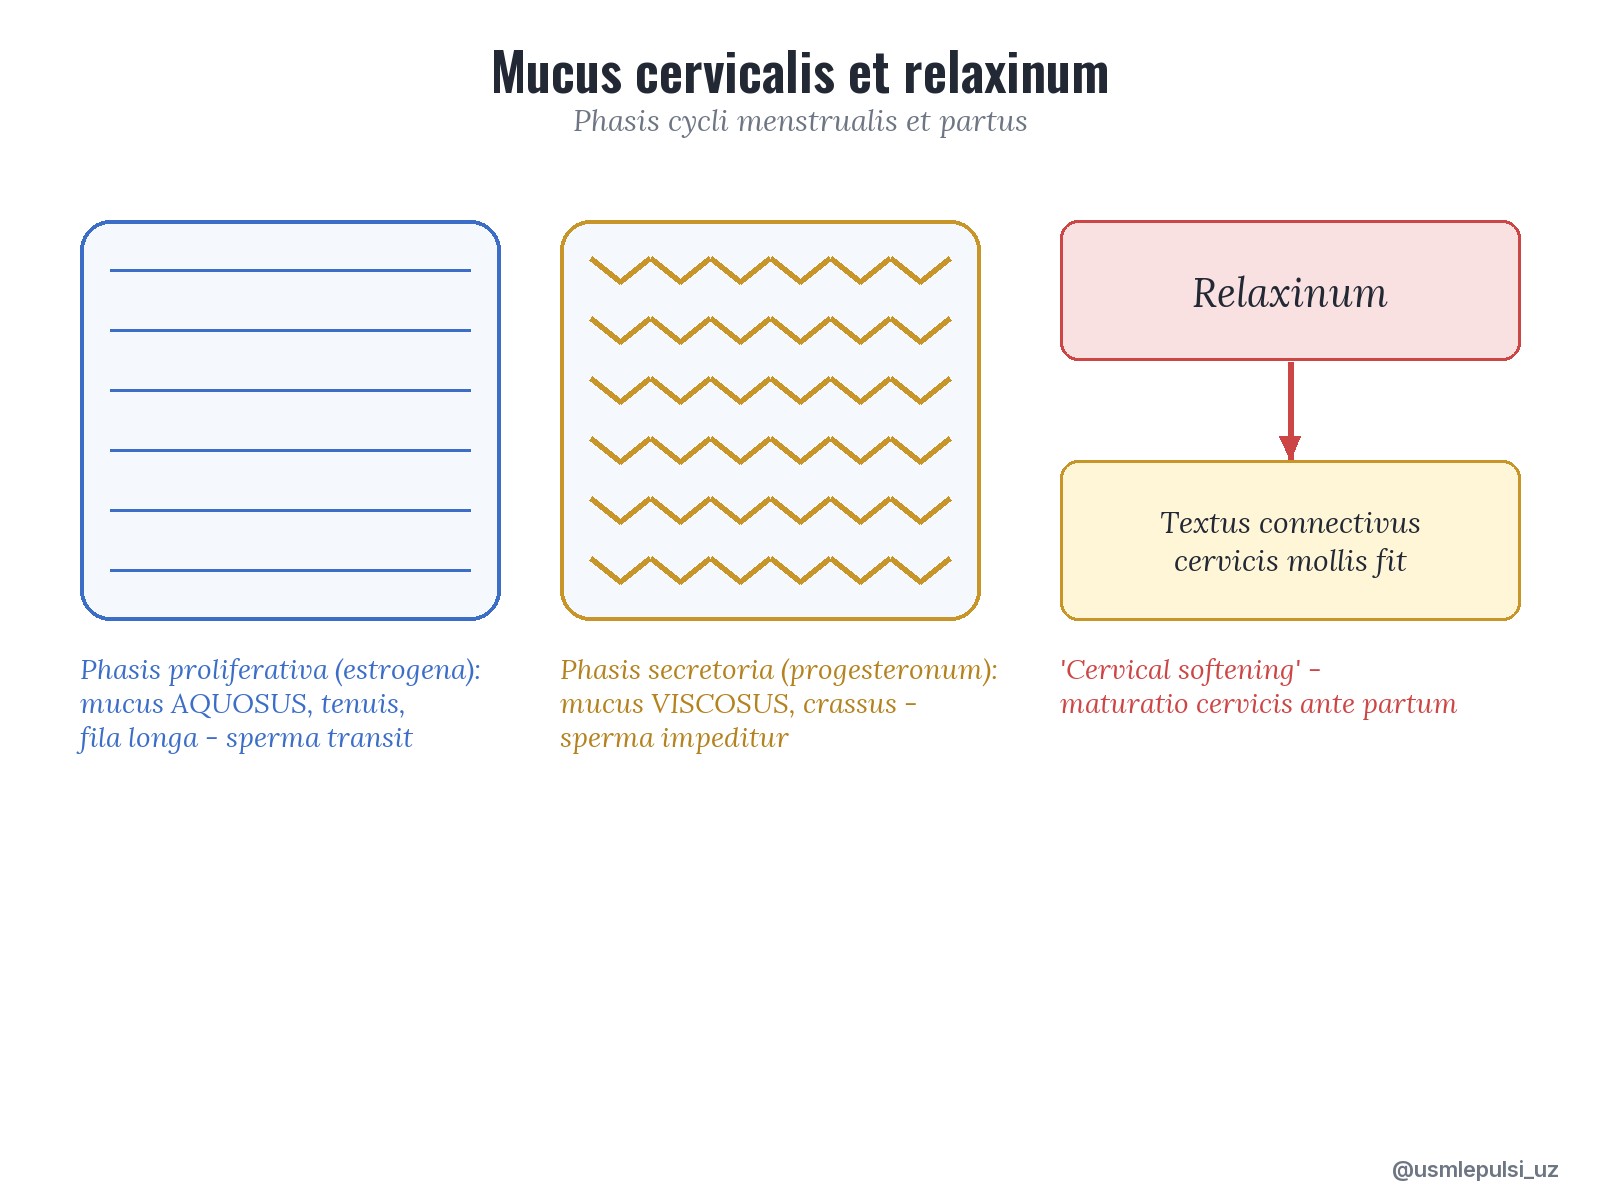 Mucus cervicalis et relaxinum
Phasis cycli menstrualis et partus
Relaxinum
Textus connectivus
cervicis mollis fit
Phasis proliferativa (estrogena):
mucus AQUOSUS, tenuis,
fila longa - sperma transit
Phasis secretoria (progesteronum):
mucus VISCOSUS, crassus -
sperma impeditur
'Cervical softening' -
maturatio cervicis ante partum
@usmlepulsi_uz